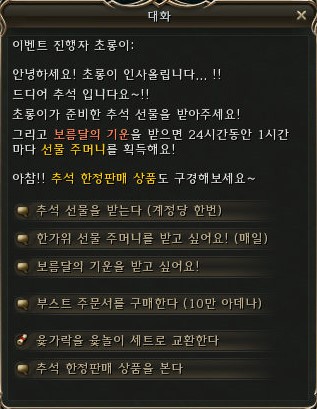 대화
이벤트 진행자 초롱이:
안녕하세요! 초롱이 인사올립니다... !!
드디어 추석 입니다요~!!
초롱이가 준비한 추석 선물을 받아주세요!
그리고 보름달의 기운을 받으면 24시간동안 1시간
마다 선물 주머니를 획득해요!
아참!! 추석 한정판매 상품도 구경해보세요~
추석 선물을 받는다 (계정당 한번)
한가위 선물 주머니를 받고 싶어요! (매일)
보름달의 기운을 받고 싶어요!
부스트 주문서를 구매한다 (10만 아데나)
윷가락을 윷놀이 세트로 교환한다
추석 한정판매 상품을 본다